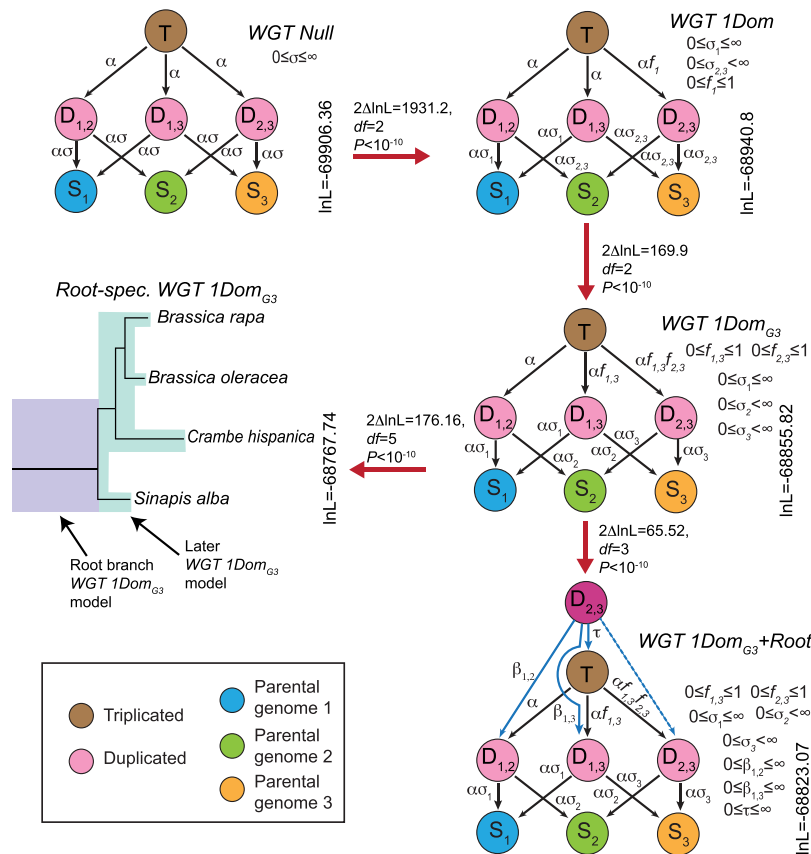 WGT Null
0≤σ≤∞
T
α
α
α
D1,2
D1,3
D2,3
ασ
ασ
ασ
ασ
ασ
ασ
S1
S2
S3
lnL=-69906.36
2ΔlnL=1931.2,
df=2
P<10-10
WGT 1Dom
0≤σ1≤∞
0≤σ2,3<∞
0≤f1≤1
T
α
α
αf1
D1,2
D1,3
D2,3
ασ1
ασ1
ασ2,3
ασ2,3
ασ2,3
ασ2,3
S1
S2
S3
lnL=-68940.8
2ΔlnL=169.9
df=2
P<10-10
WGT 1DomG3
0≤f1,3≤1 0≤f2,3≤1
0≤σ1≤∞
0≤σ2<∞
0≤σ3<∞
T
α
αf1,3
αf1,3f2,3
D1,2
D1,3
D2,3
ασ1
ασ1
ασ2
ασ3
ασ2
ασ3
S1
S2
S3
lnL=-68855.82
2ΔlnL=176.16,
df=5
P<10-10
Root-spec. WGT 1DomG3
Brassica rapa
Brassica oleracea
Crambe hispanica
Sinapis alba
lnL=-68767.74
Root branch
WGT 1DomG3
model
Later
WGT 1DomG3
model
2ΔlnL=65.52,
df=3
P<10-10
WGT 1DomG3+Root
D2,3
τ
β1,2
T
β1,3
α
αf1,3
αf1,3f2,3
0≤f1,3≤1 0≤f2,3≤1
0≤σ1≤∞ 0≤σ2<∞
0≤σ3<∞
0≤β1,2≤∞
0≤β1,3≤∞
0≤τ≤∞
D1,2
D1,3
D2,3
ασ1
ασ1
ασ2
ασ3
ασ2
ασ3
S1
S2
S3
lnL=-68823.07
Triplicated
Duplicated
Parental
genome 1
Parental
genome 2
Parental
genome 3